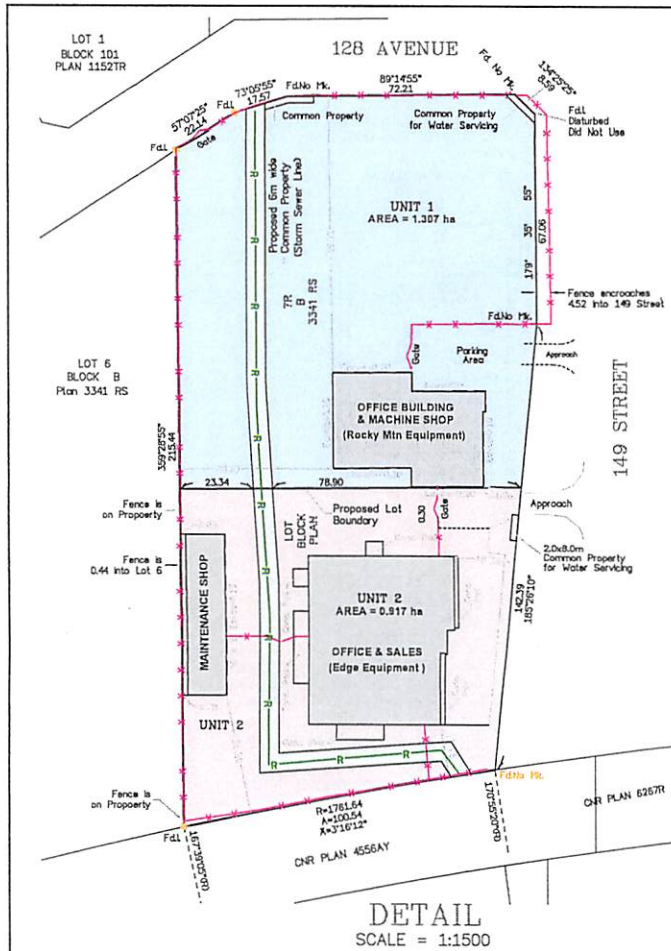 LOT 1
BLOCK 101
PLAN 1152TR
128 AVENUE
57°07'25"
22.14
Fd.I
Gate
Fd.I
73°05'55"
17.57
Fd.No Mk.
89°14'55"
72.21
Fd. No Mk.
134°25'25"
8.59
Fd.I
Disturbed
Did Not Use
Common Property
Common Property
for Water Servicing
Proposed 6m wide
Common Property
(Storm Sewer Line)
UNIT 1
AREA = 1.307 ha
179° 35' 55"
67.06
7R
B
3341 RS
Fence encroaches
4.52 into 149 Street
Fd.No Mk.
Gate
Parking
Area
Approach
LOT 6
BLOCK B
Plan 3341 RS
OFFICE BUILDING
& MACHINE SHOP
(Rocky Mtn Equipment)
149 STREET
359°28'55"
215.44
23.34
78.90
Fence is
on Property
LOT
BLOCK
PLAN
Proposed Lot
Boundary
0.30
Gate
Approach
Fence is
0.44 into Lot 6
2.0x8.0m
Common Property
for Water Servicing
MAINTENANCE SHOP
UNIT 2
AREA = 0.917 ha
OFFICE & SALES
(Edge Equipment )
142.39
185°26'10"
UNIT 2
R
R
R
R
R
R
R
R
R
R
R
Fence is
on Propoerty
Fd.No Mk.
R=1761.64
A=100.54
X=3°16'12"
Fd.I
CNR PLAN 4556AY
CNR PLAN 6267R
DETAIL
SCALE = 1:1500